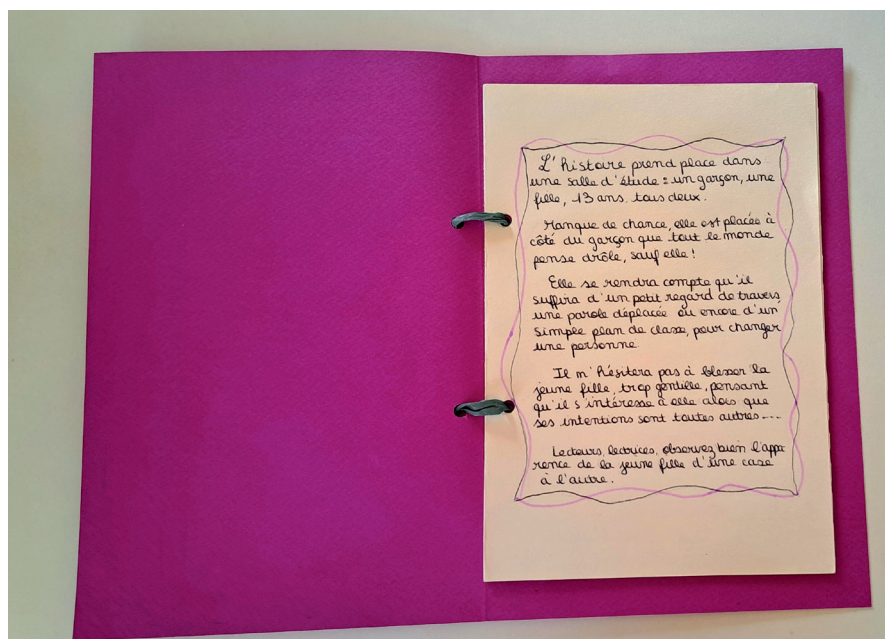 L'histoire prend place dans
une salle d'étude : un garçon, une
fille, 13 ans tous deux.
Manque de chance, elle est placée à
côté du garçon que tout le monde
pense drôle, sauf elle !
Elle se rendra compte qu'il
suffira d'un petit regard de travers,
une parole déplacée ou encore d'un
simple plan de classe, pour changer
une personne.
Il n'hésitera pas à blesser la
jeune fille, trop gentille, pensant
qu'il s'intéresse à elle alors que
ses intentions sont toutes autres....
Lecteurs, lectrices, observez bien l'appa
rence de la jeune fille d'une case
à l'autre.